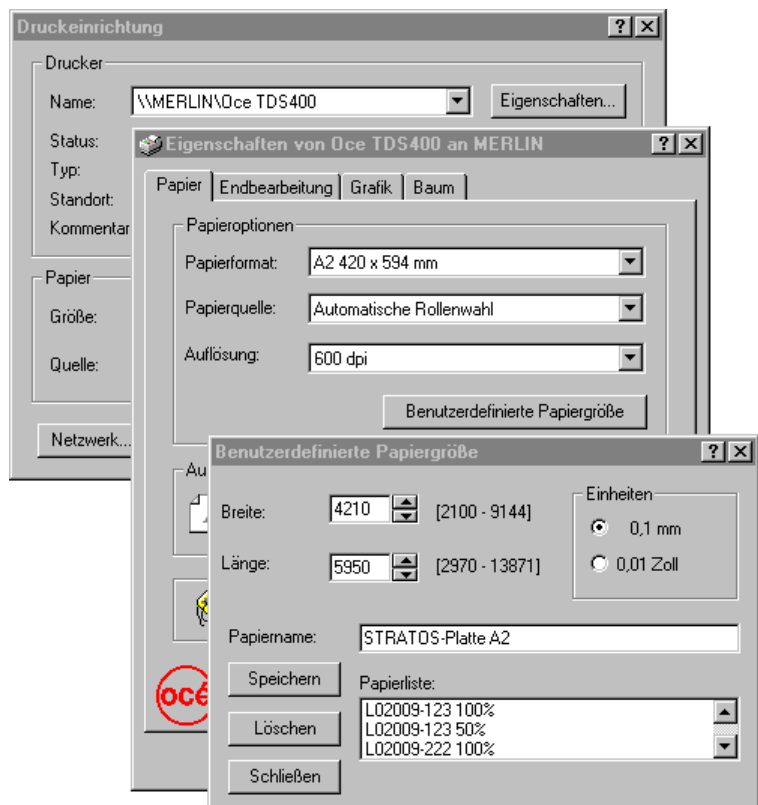 Druckeinrichtung
Drucker
Name: \\MERLIN\Oce TDS400 Eigenschaften...
Status:
Typ:
Standort:
Kommentar
Papier
Größe:
Quelle:
Netzwerk...
Eigenschaften von Oce TDS400 an MERLIN
Papier Endbearbeitung Grafik Baum
Papieroptionen
Papierformat: A2 420 x 594 mm
Papierquelle: Automatische Rollenwahl
Auflösung: 600 dpi
Benutzerdefinierte Papiergröße
Au
océ
Benutzerdefinierte Papiergröße
Breite: 4210 [2100 - 9144]
Länge: 5950 [2970 - 13871]
Einheiten
0,1 mm
0,01 Zoll
Papiername: STRATOS-Platte A2
Speichern
Löschen
Schließen
Papierliste:
L02009-123 100%
L02009-123 50%
L02009-222 100%